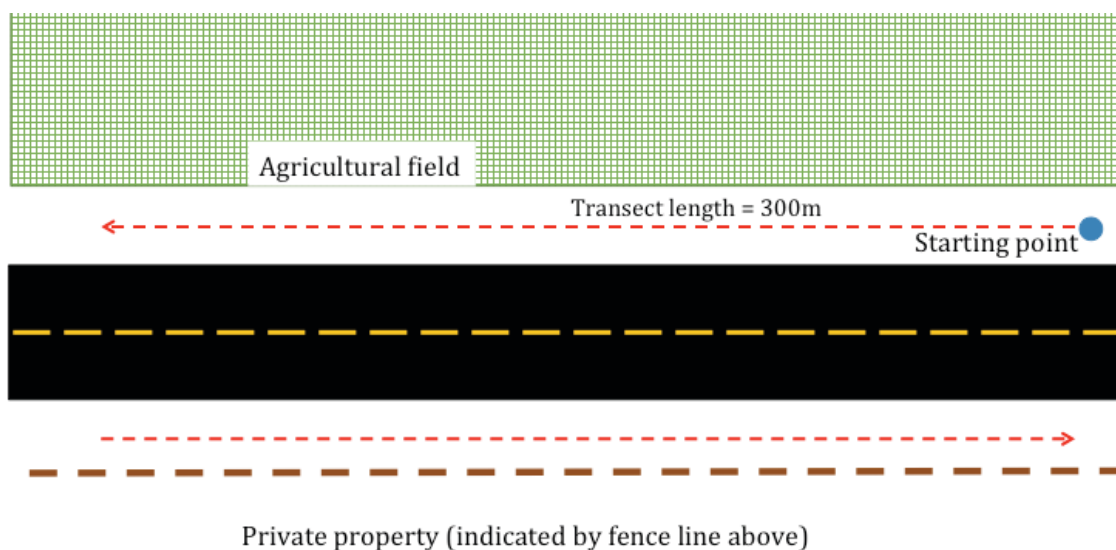 Agricultural field
Transect length = 300m
Starting point
Private property (indicated by fence line above)